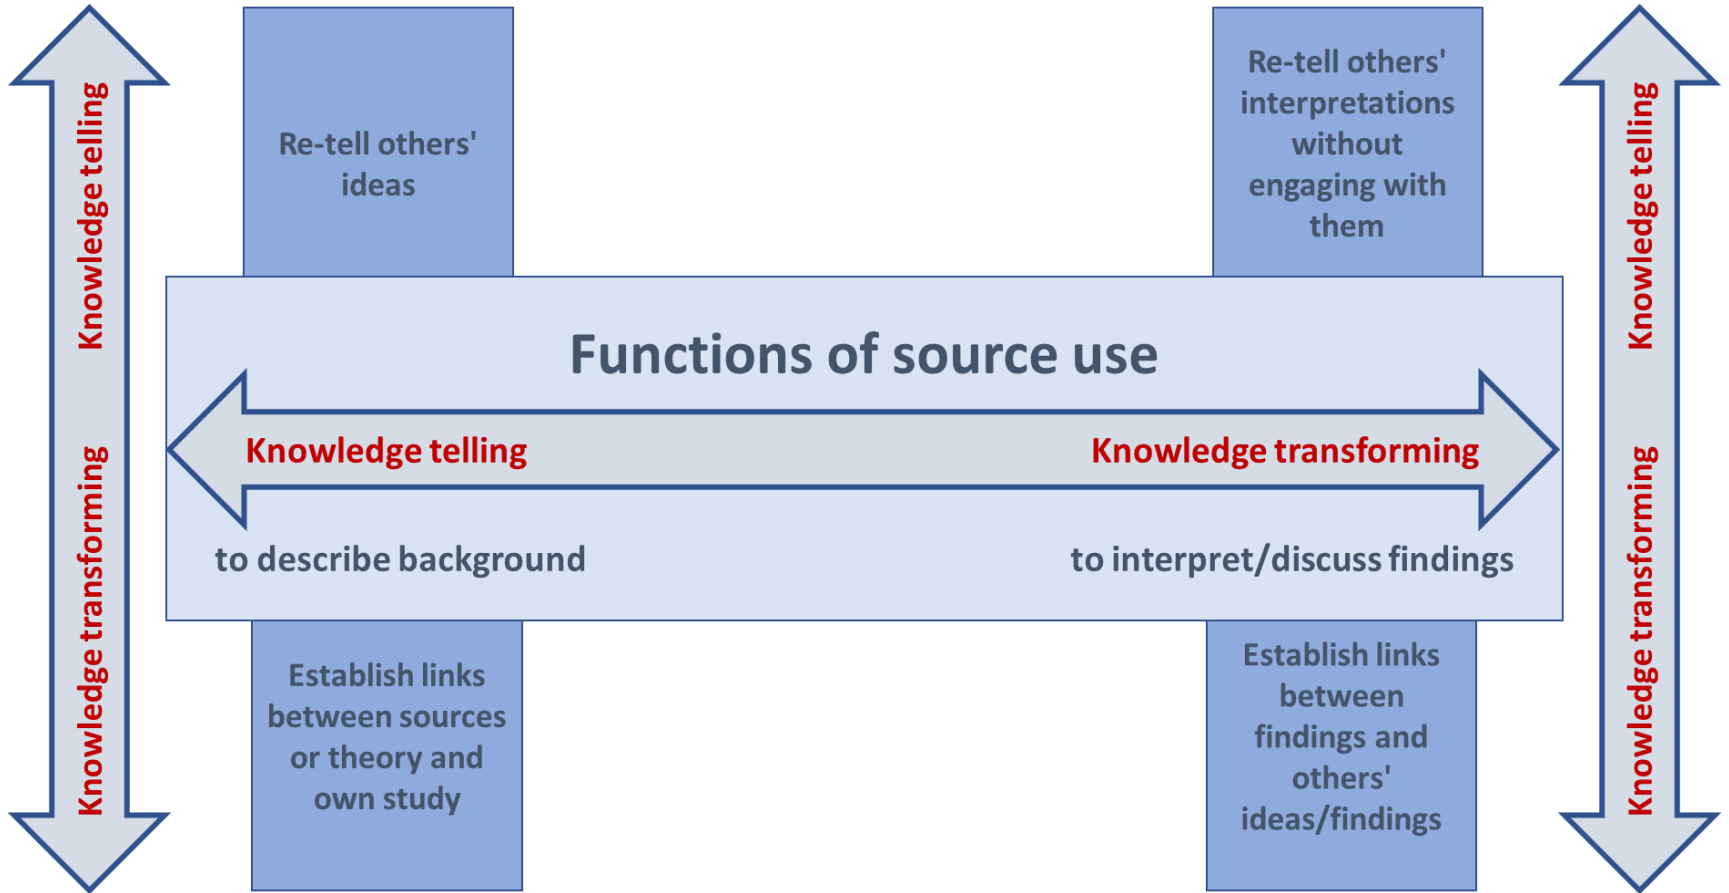 Knowledge telling
Knowledge transforming
Re-tell others'
ideas
Re-tell others'
interpretations
without
engaging with
them
Functions of source use
Knowledge telling
Knowledge transforming
to describe background
to interpret/discuss findings
Establish links
between sources
or theory and
own study
Establish links
between
findings and
others'
ideas/findings
Knowledge telling
Knowledge transforming